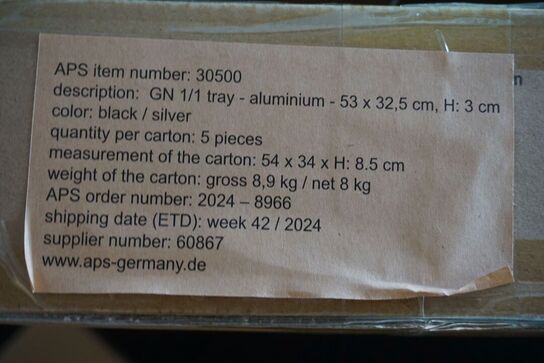 APS item number: 30500
description:  GN 1/1 tray - aluminium - 53 x 32,5 cm, H: 3 cm
color: black / silver
quantity per carton: 5 pieces
measurement of the carton: 54 x 34 x H: 8.5 cm
weight of the carton: gross 8,9 kg / net 8 kg
APS order number: 2024 – 8966
shipping date (ETD): week 42 / 2024
supplier number: 60867
www.aps-germany.de